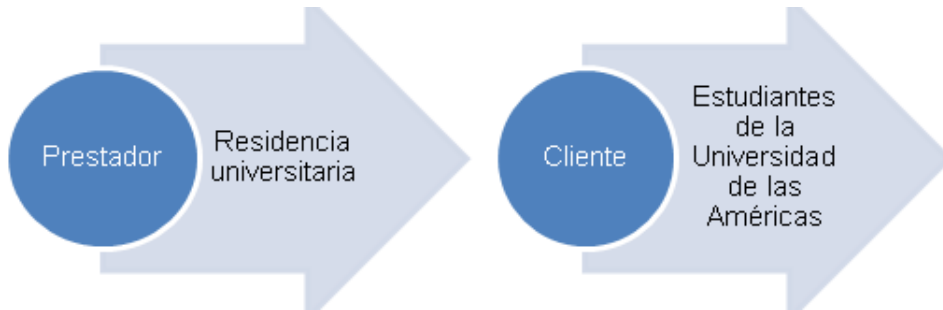 Prestador
Residencia
universitaria
Cliente
Estudiantes
de la
Universidad
de las
Américas